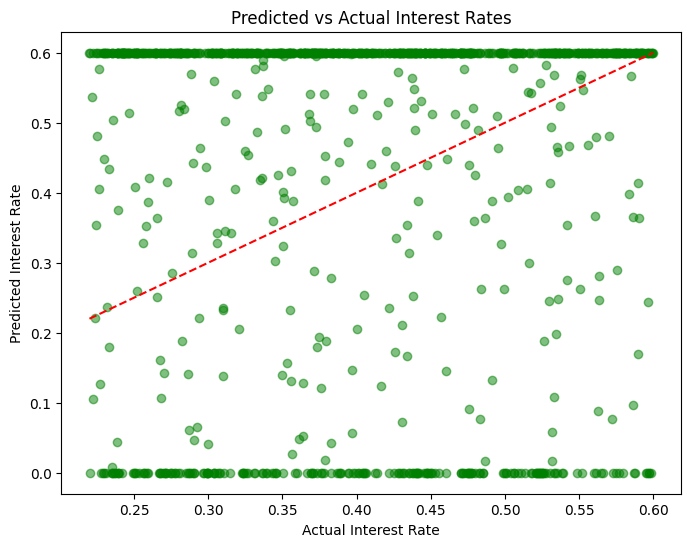 Predicted vs Actual Interest Rates
Predicted Interest Rate
0.6
0.5
0.4
0.3
0.2
0.1
0.0
0.25 0.30 0.35 0.40 0.45 0.50 0.55 0.60
Actual Interest Rate